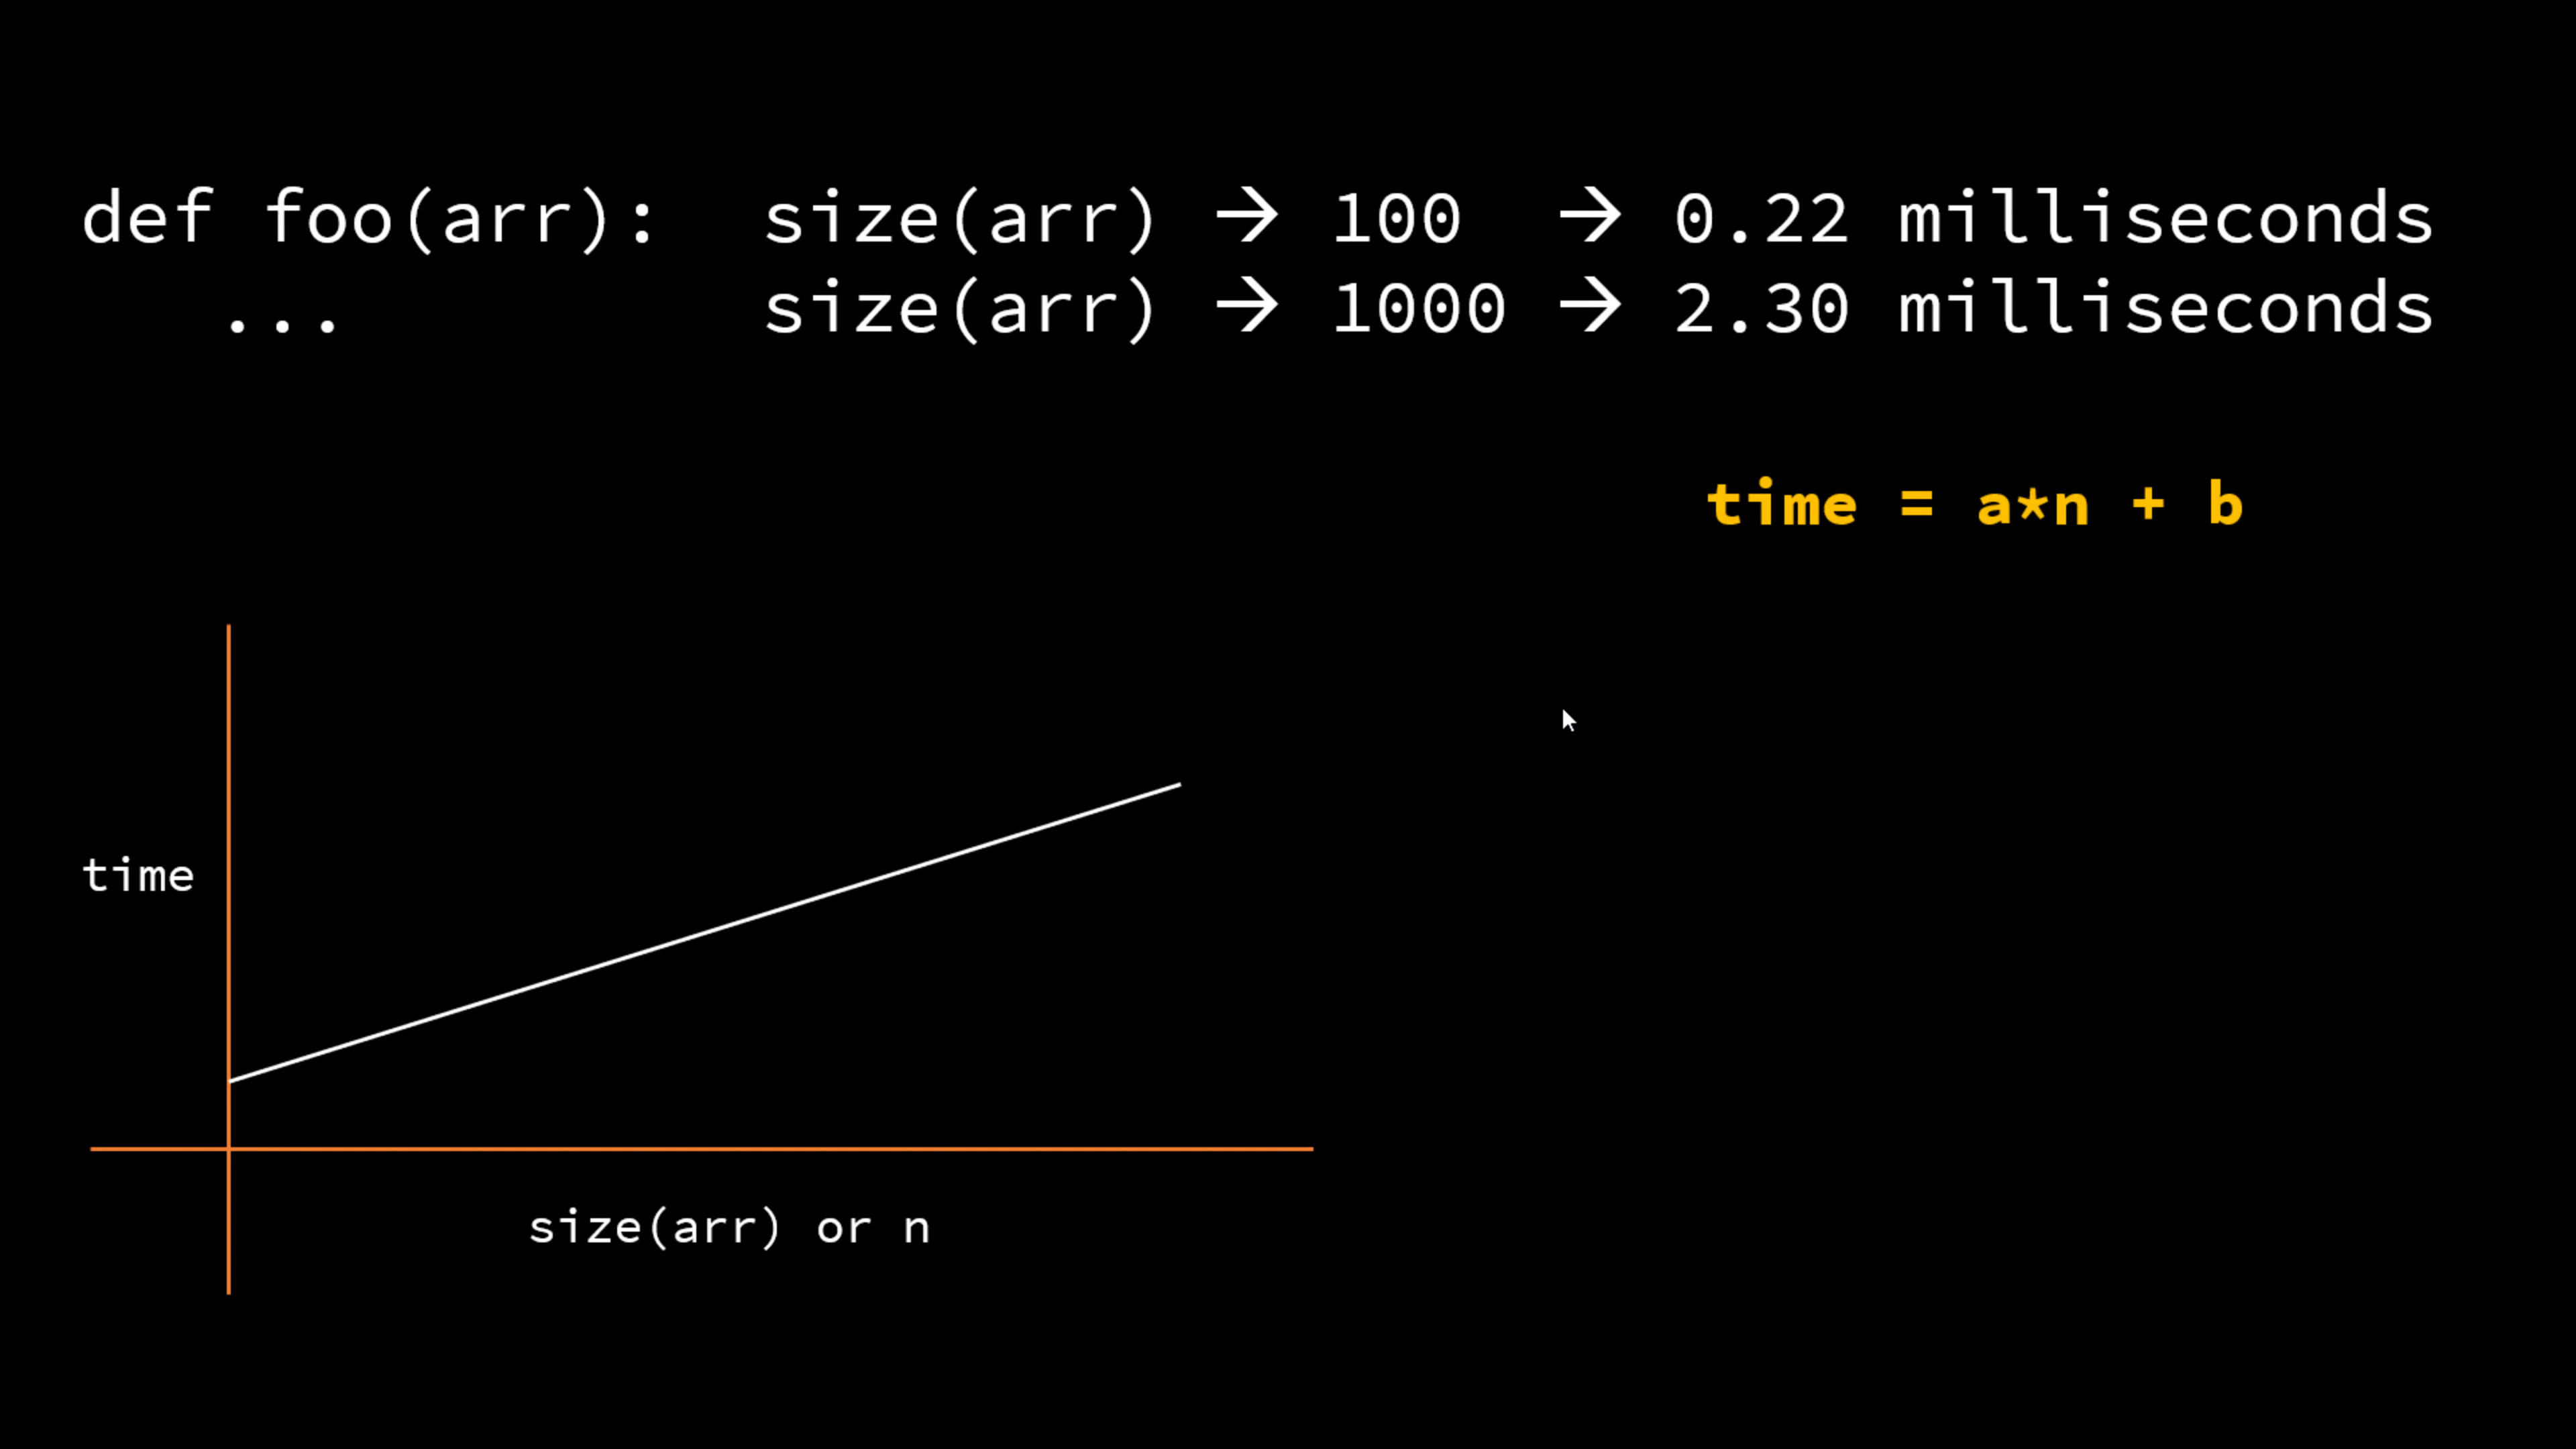 def foo(arr): size(arr) → 100 → 0.22 milliseconds
... size(arr) → 1000 → 2.30 milliseconds
time = a*n + b
time
size(arr) or n